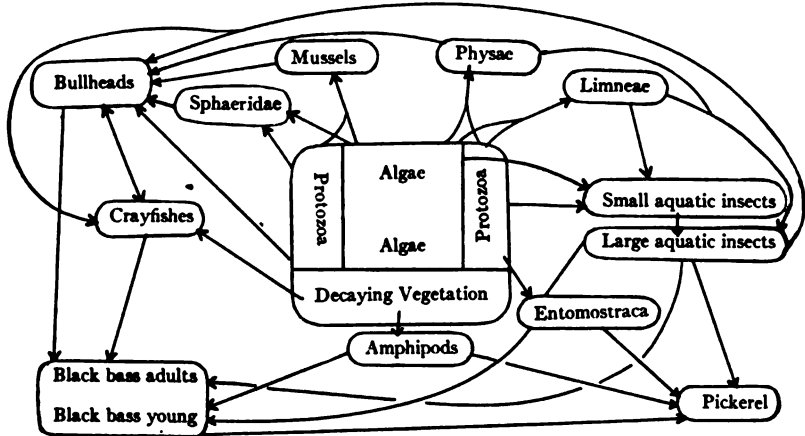 Mussels
Physae
Bullheads
Limneae
Sphaeridae
Protozoa
Algae
Protozoa
Small aquatic insects
Crayfishes
Large aquatic insects
Algae
Decaying Vegetation
Entomostraca
Amphipods
Black bass adults
Pickerel
Black bass young